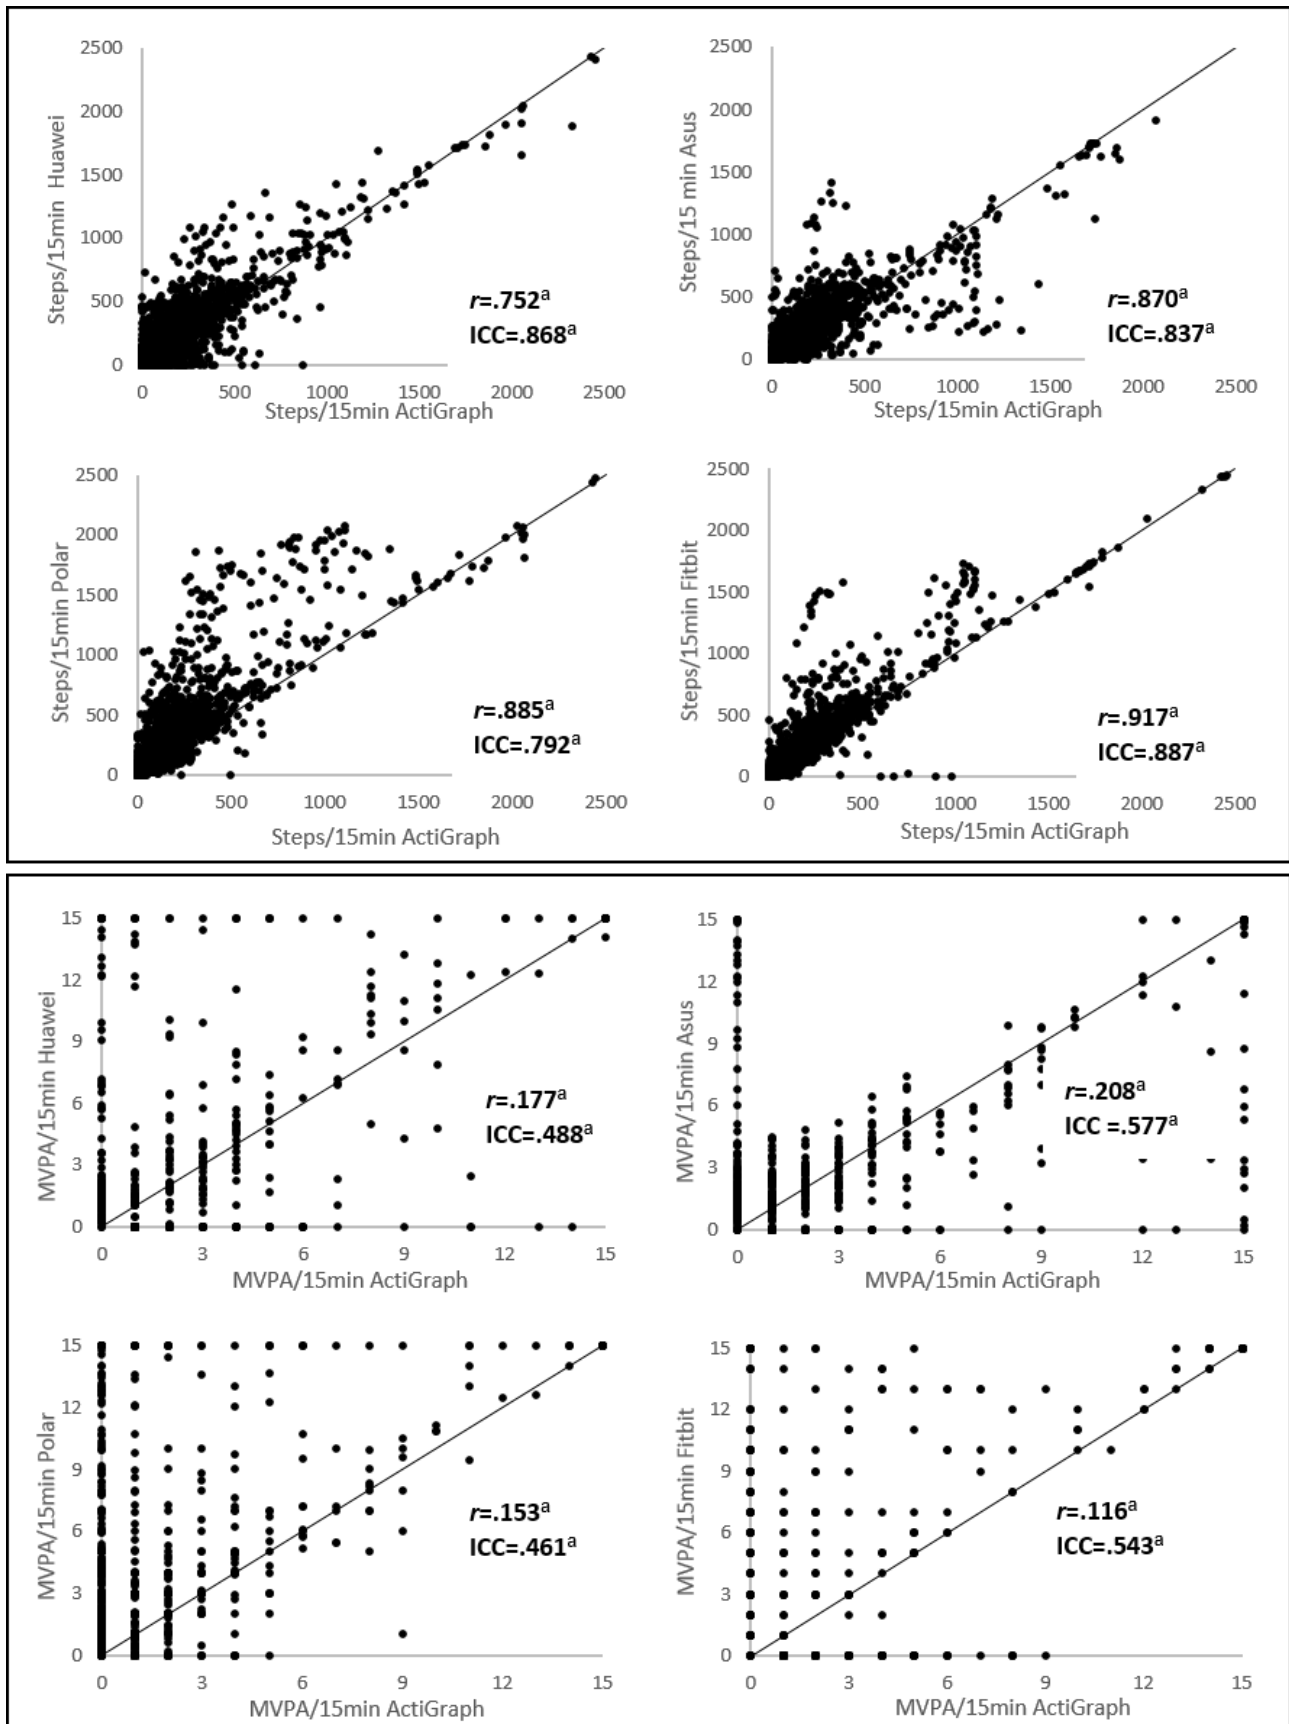 2500
2000
1500
1000
500
0
Steps/15min Huawei
r=.752ᵃ
ICC=.868ᵃ
0 500 1000 1500 2000 2500
Steps/15min ActiGraph
2500
2000
1500
1000
500
0
Steps/15 min Asus
r=.870ᵃ
ICC=.837ᵃ
0 500 1000 1500 2000 2500
Steps/15min ActiGraph
2500
2000
1500
1000
500
0
Steps/15min Polar
r=.885ᵃ
ICC=.792ᵃ
0 500 1000 1500 2000 2500
Steps/15min ActiGraph
2500
2000
1500
1000
500
0
Steps/15min Fitbit
r=.917ᵃ
ICC=.887ᵃ
0 500 1000 1500 2000 2500
Steps/15min ActiGraph
15
12
9
6
3
0
MVPA/15min Huawei
r=.177ᵃ
ICC=.488ᵃ
0 3 6 9 12 15
MVPA/15min ActiGraph
15
12
9
6
3
0
MVPA/15min Asus
r=.208ᵃ
ICC =.577ᵃ
0 3 6 9 12 15
MVPA/15min ActiGraph
15
12
9
6
3
0
MVPA/15min Polar
r=.153ᵃ
ICC=.461ᵃ
0 3 6 9 12 15
MVPA/15min ActiGraph
15
12
9
6
3
0
MVPA/15min Fitbit
r=.116ᵃ
ICC=.543ᵃ
0 3 6 9 12 15
MVPA/15min ActiGraph